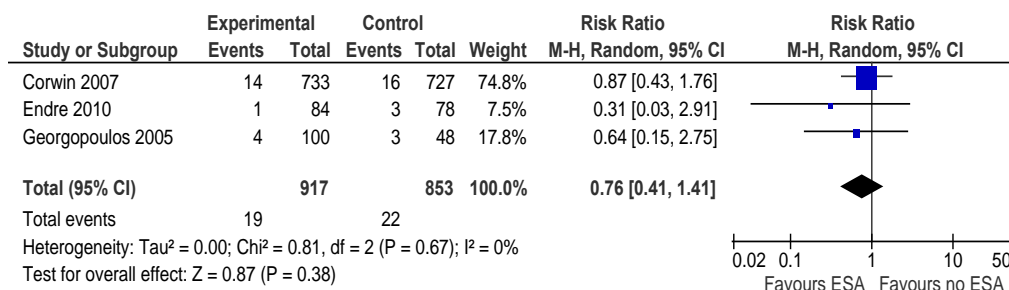 Experimental Control Risk Ratio Risk Ratio
Study or Subgroup Events Total Events Total Weight M-H, Random, 95% CI M-H, Random, 95% CI
Corwin 2007 14 733 16 727 74.8% 0.87 [0.43, 1.76]
Endre 2010 1 84 3 78 7.5% 0.31 [0.03, 2.91]
Georgopoulos 2005 4 100 3 48 17.8% 0.64 [0.15, 2.75]
Total (95% CI) 917 853 100.0% 0.76 [0.41, 1.41]
Total events 19 22
Heterogeneity: Tau² = 0.00; Chi² = 0.81, df = 2 (P = 0.67); I² = 0%
Test for overall effect: Z = 0.87 (P = 0.38)
0.02 0.1 1 10 50
Favours ESA Favours no ESA